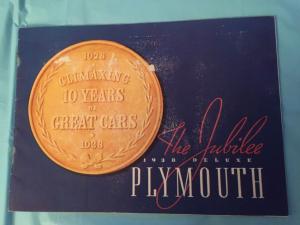 1928
CLIMAXING
10 YEARS
OF
GREAT CARS
1938
The Jubilee
1938 DELUXE
PLYMOUTH